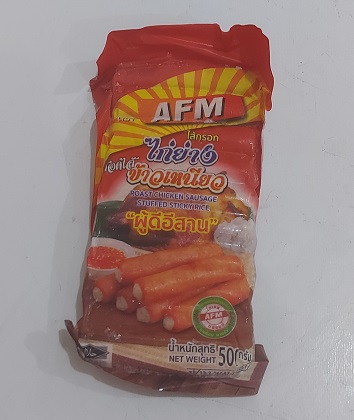 AFM
ไส้กรอก
ไก่ย่าง
ข้าวเหนียว
ROAST CHICKEN SAUSAGE
STUFFED STICKY RICE
"ผู้ดีอีสาน"
AFM
น้ำหนักสุทธิ 500 กรัม
NET WEIGHT